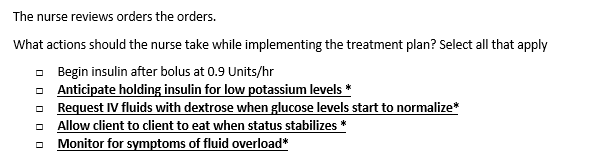 The nurse reviews orders the orders.
What actions should the nurse take while implementing the treatment plan? Select all that apply
□ Begin insulin after bolus at 0.9 Units/hr
□ Anticipate holding insulin for low potassium levels *
□ Request IV fluids with dextrose when glucose levels start to normalize*
□ Allow client to client to eat when status stabilizes *
□ Monitor for symptoms of fluid overload*